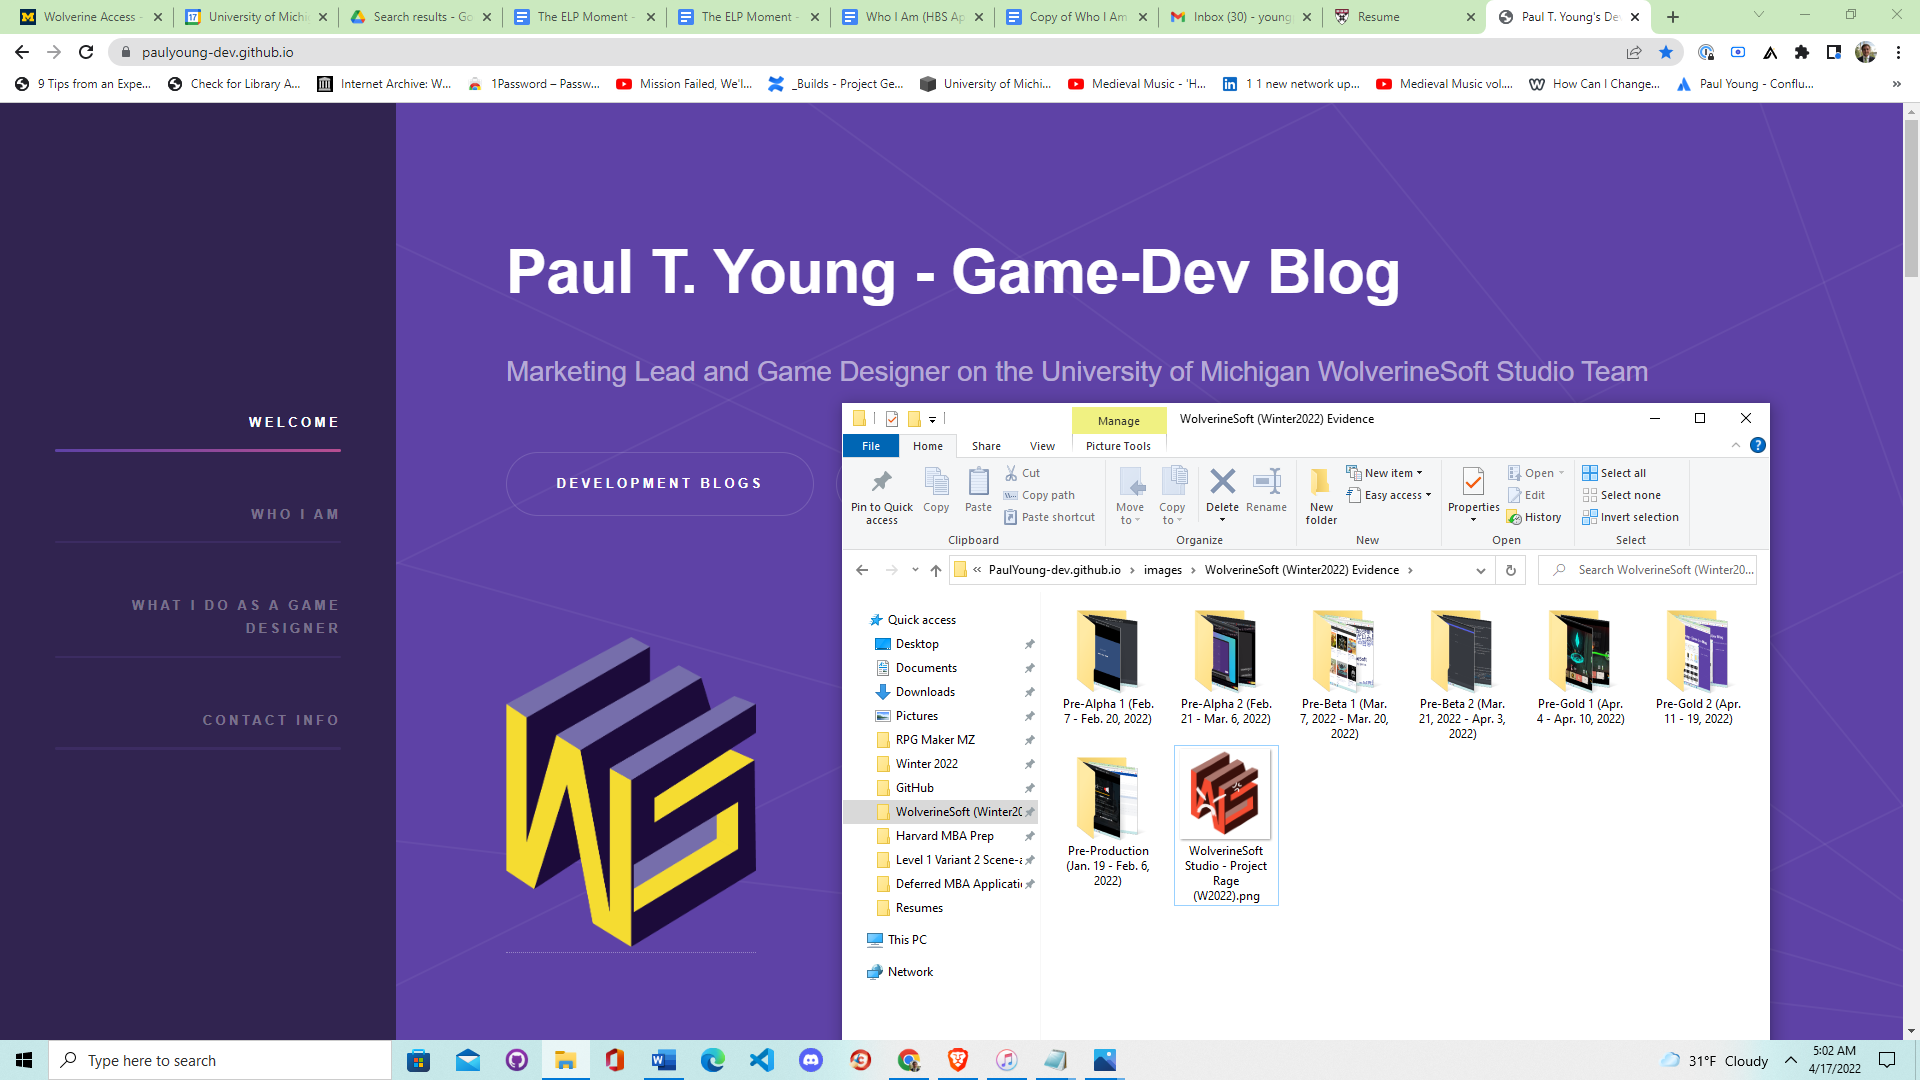 Wolverine Access -
University of Michi
Search results - Go
The ELP Moment -
The ELP Moment -
Who I Am (HBS Ap
Copy of Who I Am
Inbox (30) - young
Resume
Paul T. Young's De
paulyoung-dev.github.io
9 Tips from an Expe...
Check for Library A...
Internet Archive: W...
1Password – Passw...
Mission Failed, We'l...
_Builds - Project Ge...
University of Michi...
Medieval Music - 'H...
1 1 new network up...
Medieval Music vol....
How Can I Change...
Paul Young - Conflu...
»
Paul T. Young - Game-Dev Blog
Marketing Lead and Game Designer on the University of Michigan WolverineSoft Studio Team
WELCOME
WHO I AM
WHAT I DO AS A GAME
DESIGNER
CONTACT INFO
DEVELOPMENT BLOGS
Manage
WolverineSoft (Winter2022) Evidence
File
Home
Share
View
Picture Tools
Pin to Quick
access
Copy
Paste
Cut
Copy path
Paste shortcut
Clipboard
Move
to
Copy
to
Delete
Rename
Organize
New
folder
New item
Easy access
New
Properties
Open
Edit
History
Open
Select all
Select none
Invert selection
Select
« PaulYoung-dev.github.io › images › WolverineSoft (Winter2022) Evidence ›
Search WolverineSoft (Winter20...
Quick access
Desktop
Documents
Downloads
Pictures
RPG Maker MZ
Winter 2022
GitHub
WolverineSoft (Winter20
Harvard MBA Prep
Level 1 Variant 2 Scene-a
Deferred MBA Applicatio
Resumes
This PC
Network
Pre-Alpha 1 (Feb.
7 - Feb. 20, 2022)
Pre-Alpha 2 (Feb.
21 - Mar. 6, 2022)
Pre-Beta 1 (Mar.
7, 2022 - Mar. 20,
2022)
Pre-Beta 2 (Mar.
21, 2022 - Apr. 3,
2022)
Pre-Gold 1 (Apr.
4 - Apr. 10, 2022)
Pre-Gold 2 (Apr.
11 - 19, 2022)
Pre-Production
(Jan. 19 - Feb. 6,
2022)
WolverineSoft
Studio - Project
Rage
(W2022).png
Type here to search
31°F Cloudy
5:02 AM
4/17/2022